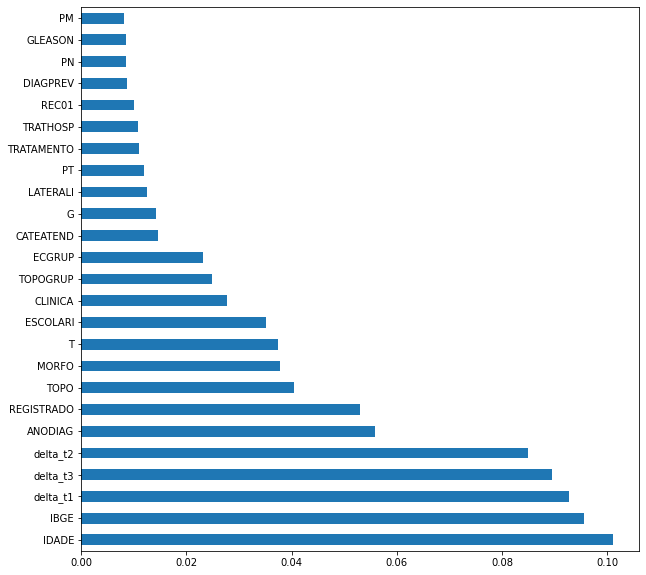 PM
GLEASON
PN
DIAGPREV
REC01
TRATHOSP
TRATAMENTO
PT
LATERALI
G
CATEATEND
ECGRUP
TOPOGRUP
CLINICA
ESCOLARI
T
MORFO
TOPO
REGISTRADO
ANODIAG
delta_t2
delta_t3
delta_t1
IBGE
IDADE
0.00 0.02 0.04 0.06 0.08 0.10